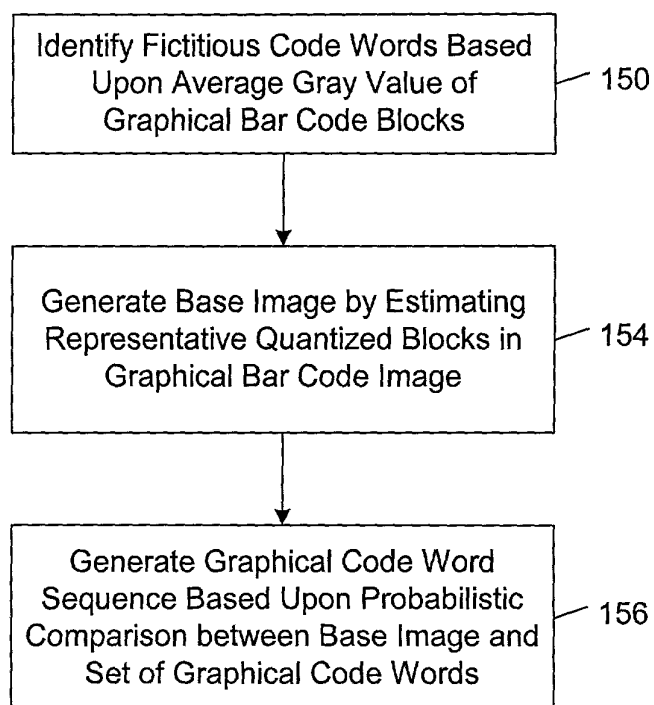 Identify Fictitious Code Words Based
Upon Average Gray Value of
Graphical Bar Code Blocks
150
Generate Base Image by Estimating
Representative Quantized Blocks in
Graphical Bar Code Image
154
Generate Graphical Code Word
Sequence Based Upon Probabilistic
Comparison between Base Image and
Set of Graphical Code Words
156